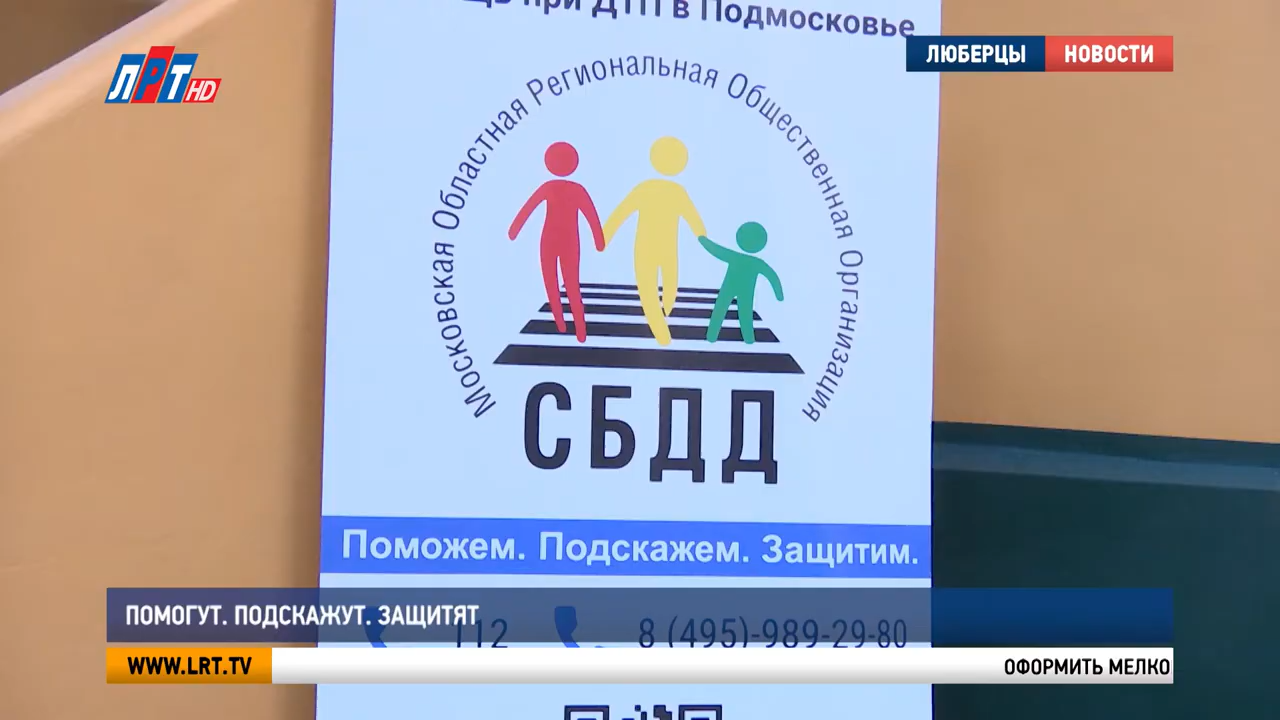 при ДТП в Подмосковье
ЛРТ HD
ЛЮБЕРЦЫ НОВОСТИ
Московская Областная Региональная Общественная Организация
СБДД
Поможем. Подскажем. Защитим.
ПОМОГУТ. ПОДСКАЖУТ. ЗАЩИТЯТ
112 8 (495)-989-29-80
WWW.LRT.TV ОФОРМИТЬ МЕЛКО